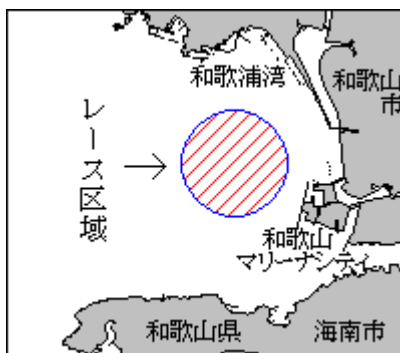 和歌浦湾
和歌山
市
レース区域
和歌山
マリーナシティ
和歌山県
海南市